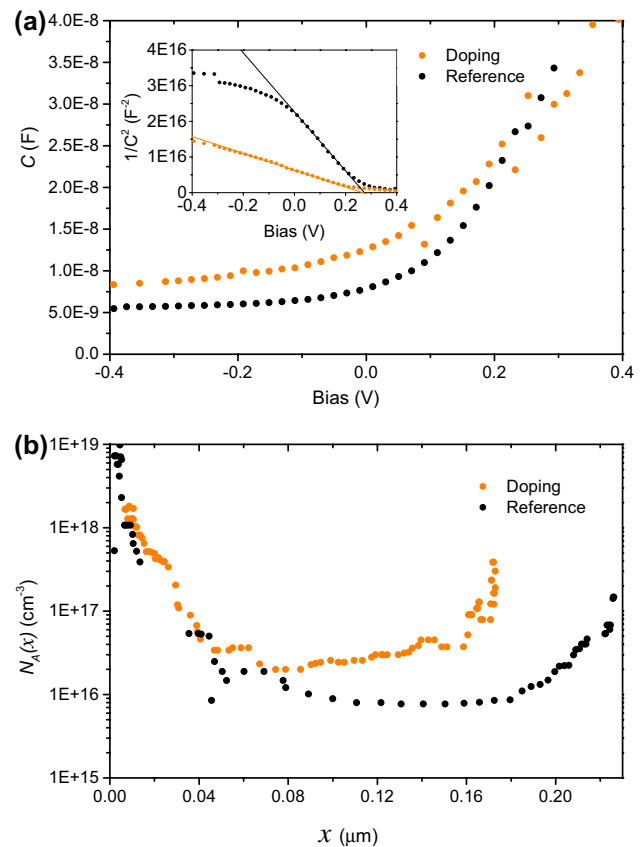 (a)
4.0E-8
3.5E-8
3.0E-8
2.5E-8
2.0E-8
1.5E-8
1.0E-8
5.0E-9
0.0
C (F)
-0.4
-0.2
0.0
0.2
0.4
Bias (V)
Doping
Reference
4E16
3E16
2E16
1E16
0
1/C² (F⁻²)
-0.4
-0.2
0.0
0.2
0.4
Bias (V)
(b)
1E+19
1E+18
1E+17
1E+16
1E+15
N_A(x) (cm⁻³)
Doping
Reference
0.00
0.04
0.08
0.12
0.16
0.20
x (μm)